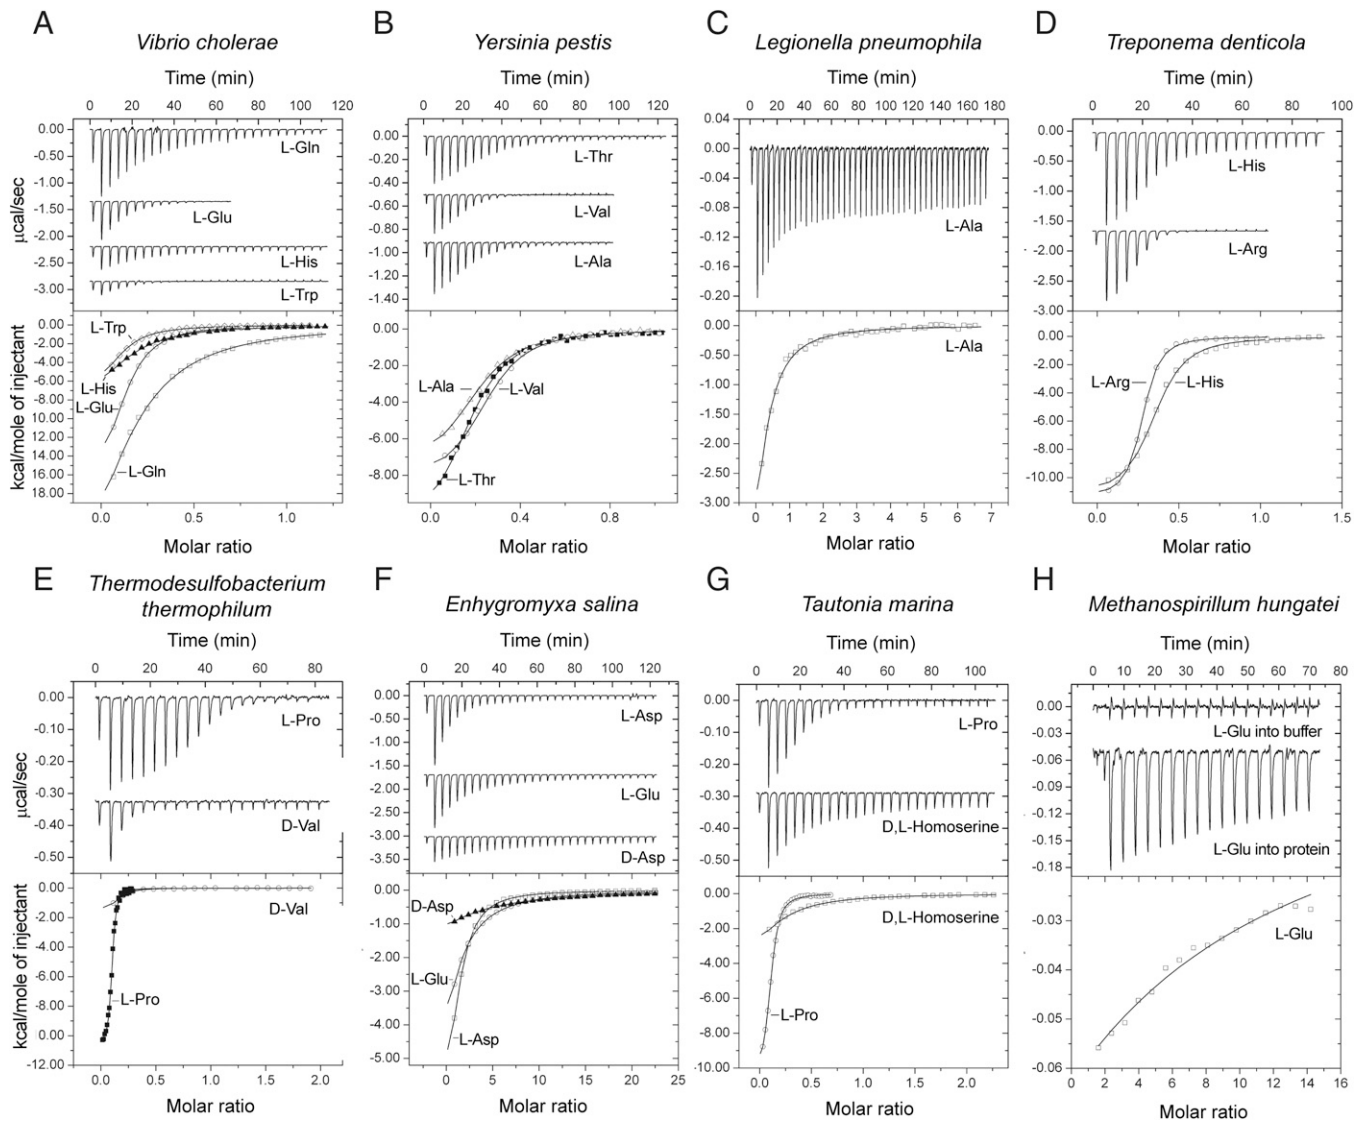 A
Vibrio cholerae
Time (min)
0 20 40 60 80 100 120
0.00
-0.50
-1.00
-1.50
-2.00
-2.50
-3.00
µcal/sec
L-Gln
L-Glu
L-His
L-Trp
0.00
-2.00
-4.00
-6.00
-8.00
10.00
12.00
14.00
16.00
18.00
kcal/mole of injectant
L-Trp
L-His
L-Glu
L-Gln
0.0 0.5 1.0
Molar ratio
B
Yersinia pestis
Time (min)
0 20 40 60 80 100 120
0.00
-0.20
-0.40
-0.60
-0.80
-1.00
-1.20
-1.40
L-Thr
L-Val
L-Ala
0.00
-2.00
-4.00
-6.00
-8.00
L-Ala
L-Val
L-Thr
0.0 0.4 0.8
Molar ratio
C
Legionella pneumophila
Time (min)
0 20 40 60 80 100 120 140 160 180
0.04
0.00
-0.04
-0.08
-0.12
-0.16
-0.20
L-Ala
0.00
-0.50
-1.00
-1.50
-2.00
-2.50
-3.00
L-Ala
0 1 2 3 4 5 6 7
Molar ratio
D
Treponema denticola
Time (min)
0 20 40 60 80 100
0.00
-0.50
-1.00
-1.50
-2.00
-2.50
-3.00
L-His
L-Arg
0.00
-2.00
-4.00
-6.00
-8.00
-10.00
L-Arg
L-His
0.0 0.5 1.0 1.5
Molar ratio
E
Thermodesulfobacterium
thermophilum
Time (min)
0 20 40 60 80
0.00
-0.10
-0.20
-0.30
-0.40
-0.50
µcal/sec
L-Pro
D-Val
0.00
-2.00
-4.00
-6.00
-8.00
0.00
-12.00
kcal/mole of injectant
D-Val
L-Pro
0.0 0.5 1.0 1.5 2.0
Molar ratio
F
Enhygromyxa salina
Time (min)
0 20 40 60 80 100 120
0.00
-0.50
-1.00
-1.50
-2.00
-2.50
-3.00
-3.50
L-Asp
L-Glu
D-Asp
0.00
-1.00
-2.00
-3.00
-4.00
-5.00
D-Asp
L-Glu
L-Asp
0 5 10 15 20 25
Molar ratio
G
Tautonia marina
Time (min)
0 20 40 60 80 100
0.00
-0.10
-0.20
-0.30
-0.40
-0.50
L-Pro
D,L-Homoserine
0.00
-2.00
-4.00
-6.00
-8.00
-10.00
D,L-Homoserine
L-Pro
0.0 0.5 1.0 1.5 2.0
Molar ratio
H
Methanospirillum hungatei
Time (min)
0 10 20 30 40 50 60 70 80
0.00
-0.03
-0.06
-0.09
-0.12
-0.15
-0.18
L-Glu into buffer
L-Glu into protein
-0.03
-0.04
-0.05
-0.06
L-Glu
0 2 4 6 8 10 12 14 16
Molar ratio